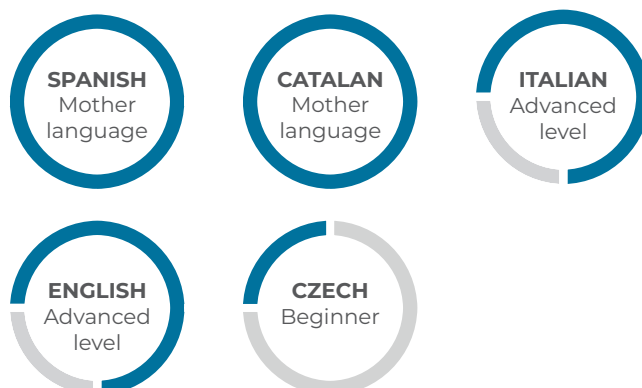 SPANISH
Mother
language
CATALAN
Mother
language
ITALIAN
Advanced
level
ENGLISH
Advanced
level
CZECH
Beginner